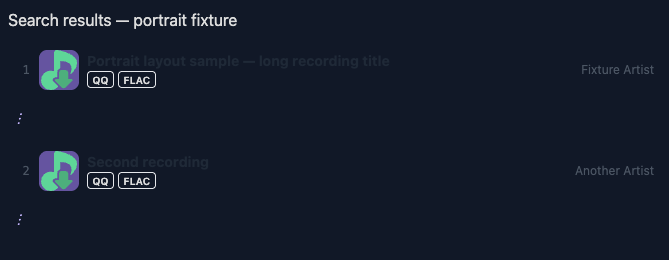 Search results — portrait fixture
1 Portrait layout sample — long recording title Fixture Artist
QQ FLAC
⋮
2 Second recording Another Artist
QQ FLAC
⋮